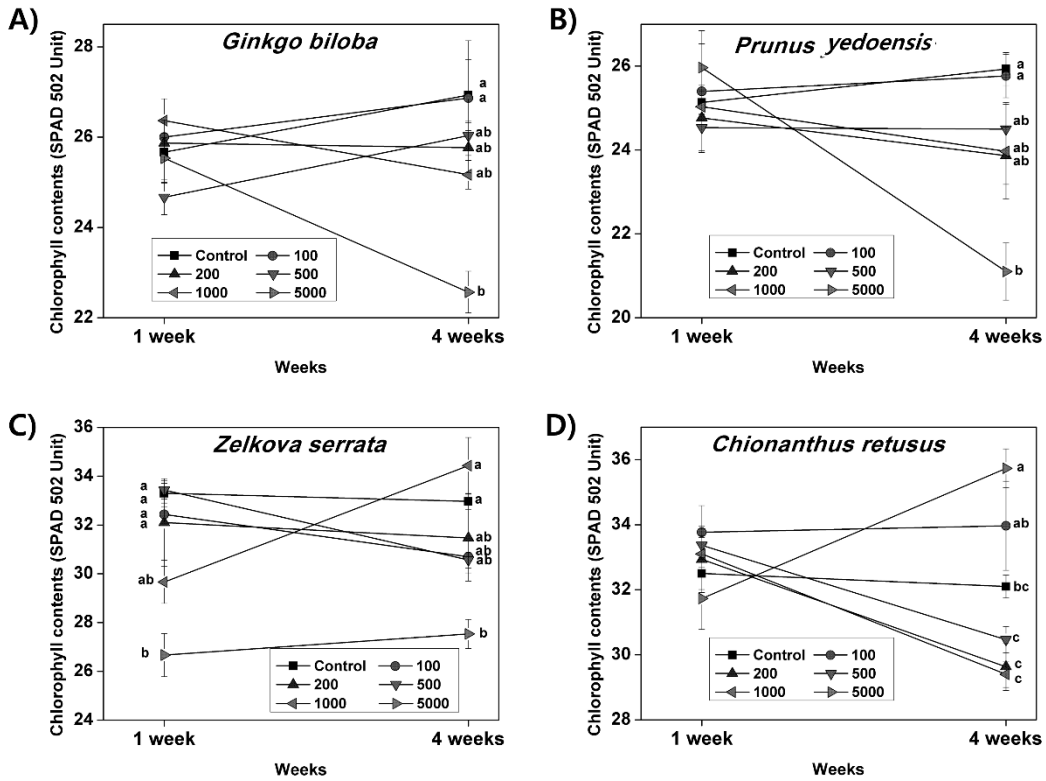 A)
Ginkgo biloba
Chlorophyll contents (SPAD 502 Unit)
28
26
24
22
a
a
ab
ab
ab
b
Control 100
200 500
1000 5000
1 week 4 weeks
Weeks
B)
Prunus yedoensis
Chlorophyll contents (SPAD 502 Unit)
26
24
22
20
a
a
ab
ab
ab
b
Control 100
200 500
1000 5000
1 week 4 weeks
Weeks
C)
Zelkova serrata
Chlorophyll contents (SPAD 502 Unit)
36
34
32
30
28
26
24
a
a
a
a
ab
b
a
a
ab
ab
ab
b
Control 100
200 500
1000 5000
1 week 4 weeks
Weeks
D)
Chionanthus retusus
Chlorophyll contents (SPAD 502 Unit)
36
34
32
30
28
a
ab
bc
c
c
c
Control 100
200 500
1000 5000
1 week 4 weeks
Weeks